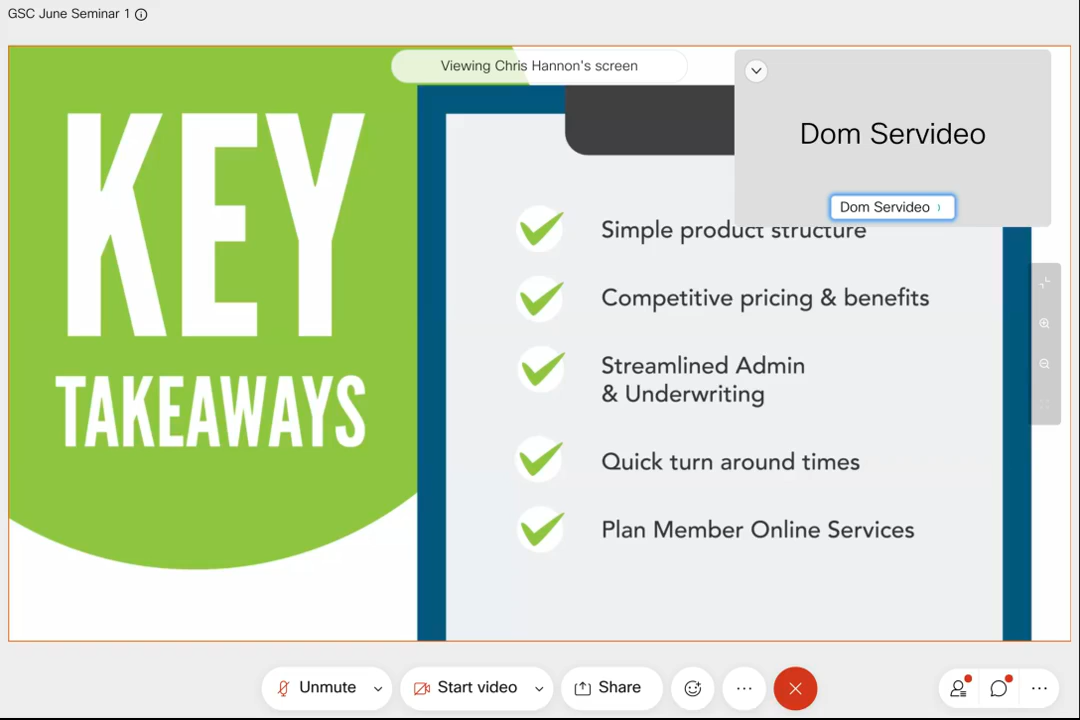 GSC June Seminar 1
Viewing Chris Hannon's screen
Dom Servideo
Dom Servideo
KEY
TAKEAWAYS
Simple product structure
Competitive pricing & benefits
Streamlined Admin
& Underwriting
Quick turn around times
Plan Member Online Services
Unmute
Start video
Share